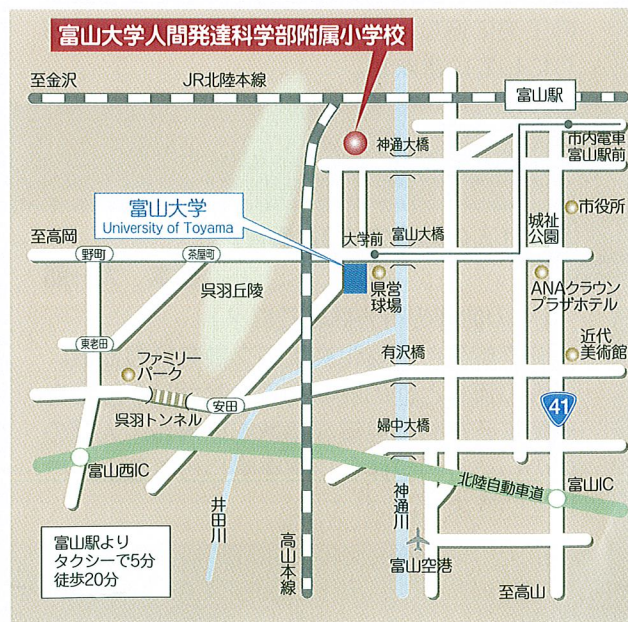 富山大学人間発達科学部附属小学校
至金沢
JR北陸本線
富山駅
神通大橋
市内電車
富山駅前
富山大学
University of Toyama
市役所
城祉
公園
至高岡
大学前
富山大橋
野町
茶屋町
呉羽丘陵
県営
球場
ANAクラウン
プラザホテル
東老田
ファミリー
パーク
有沢橋
近代
美術館
安田
呉羽トンネル
41
婦中大橋
富山西IC
北陸自動車道
富山IC
井田川
高山本線
神通川
富山空港
至高山
富山駅より
タクシーで5分
徒歩20分